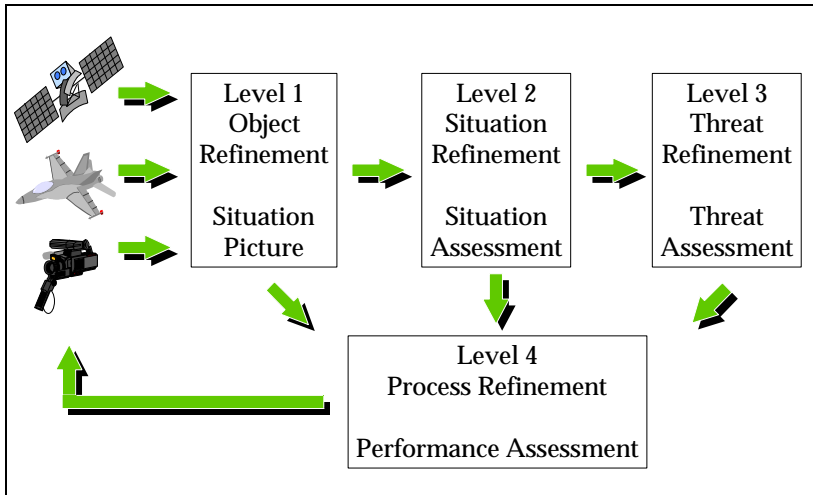 Level 1
Object
Refinement
Situation
Picture
Level 2
Situation
Refinement
Situation
Assessment
Level 3
Threat
Refinement
Threat
Assessment
Level 4
Process Refinement
Performance Assessment